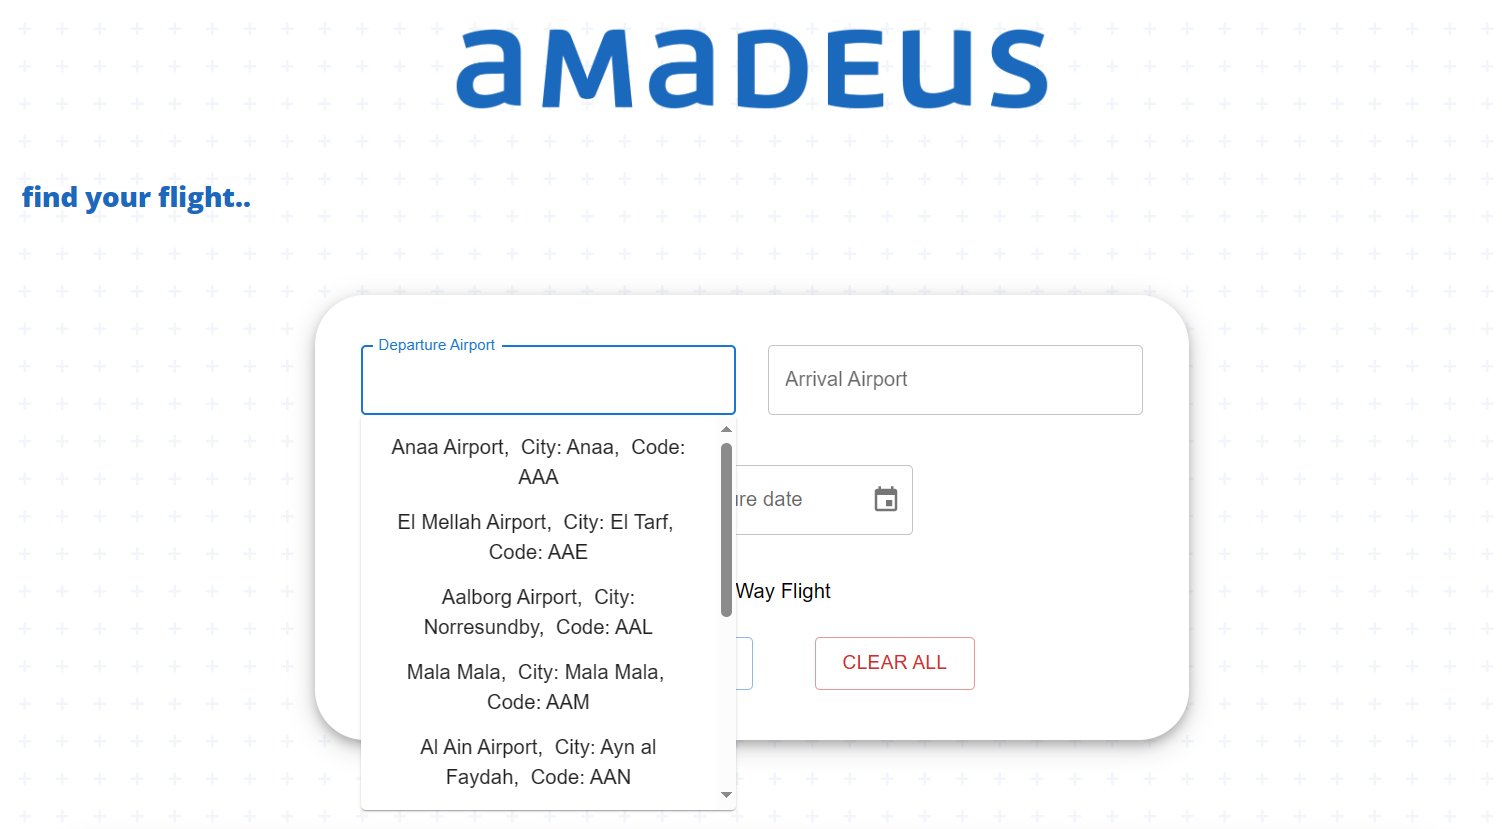 amadeus
find your flight..
Departure Airport
Arrival Airport
Anaa Airport, City: Anaa, Code:
AAA
El Mellah Airport, City: El Tarf,
Code: AAE
date
Aalborg Airport, City:
Norresundby, Code: AAL
Way Flight
Mala Mala, City: Mala Mala,
Code: AAM
CLEAR ALL
Al Ain Airport, City: Ayn al
Faydah, Code: AAN